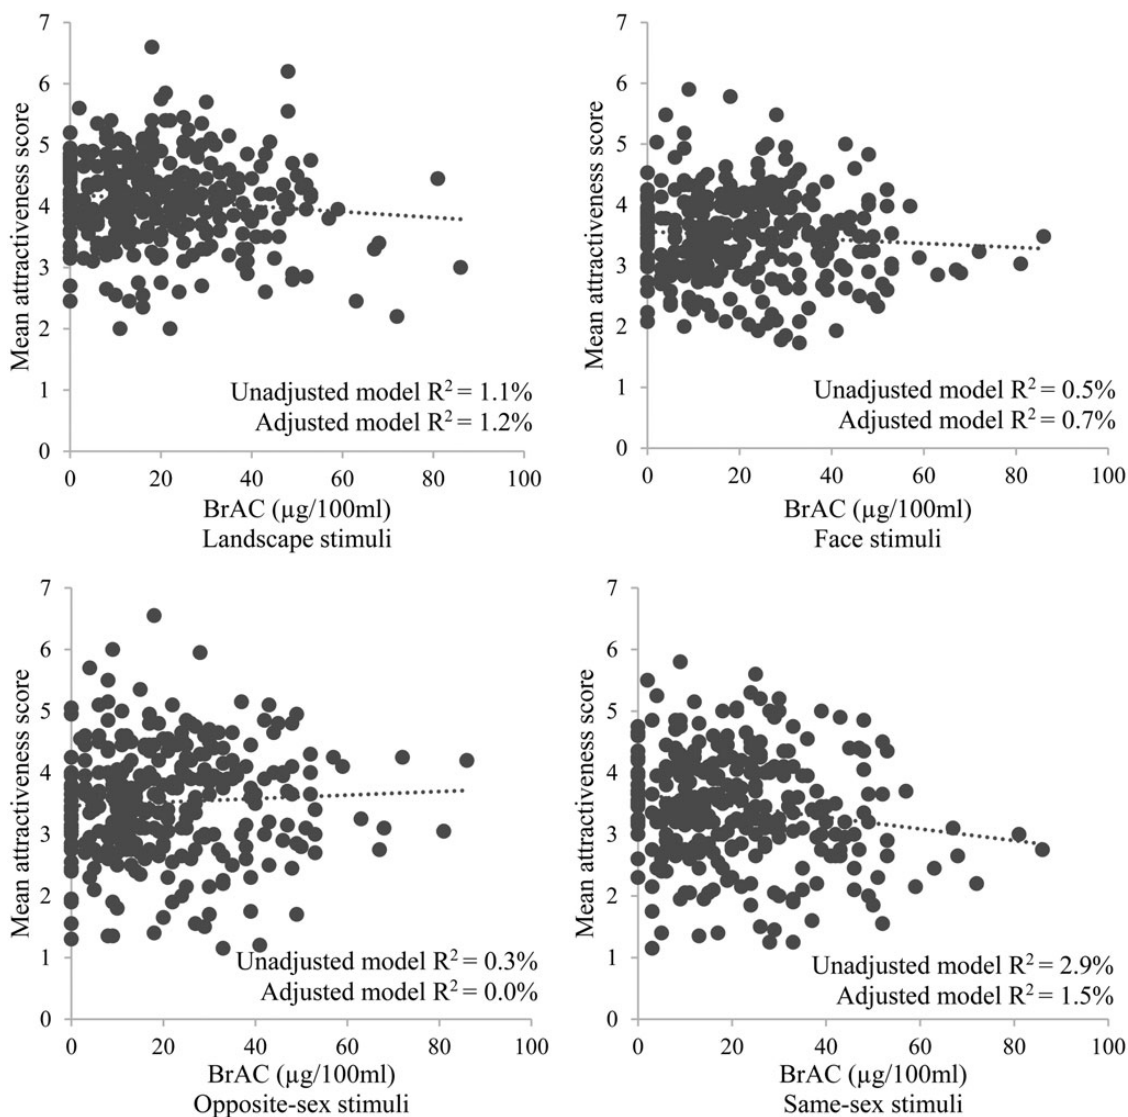 7
6
5
4
3
2
1
0
Mean attractiveness score
Unadjusted model R² = 1.1%
Adjusted model R² = 1.2%
0 20 40 60 80 100
BrAC (µg/100ml)
Landscape stimuli
7
6
5
4
3
2
1
0
Mean attractiveness score
Unadjusted model R² = 0.5%
Adjusted model R² = 0.7%
0 20 40 60 80 100
BrAC (µg/100ml)
Face stimuli
7
6
5
4
3
2
1
0
Mean attractiveness score
Unadjusted model R² = 0.3%
Adjusted model R² = 0.0%
0 20 40 60 80 100
BrAC (µg/100ml)
Opposite-sex stimuli
7
6
5
4
3
2
1
0
Mean attractiveness score
Unadjusted model R² = 2.9%
Adjusted model R² = 1.5%
0 20 40 60 80 100
BrAC (µg/100ml)
Same-sex stimuli